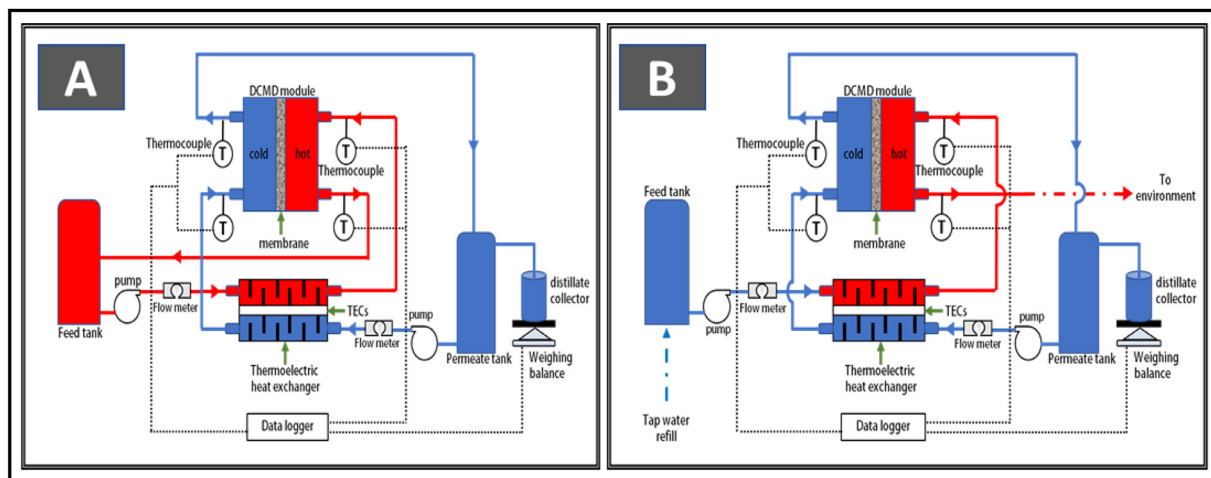 A
DCMD module
Thermocouple
T
T
cold
hot
Thermocouple
T
T
membrane
pump
Flow meter
Feed tank
TECs
pump
Flow meter
Thermoelectric
heat exchanger
Permeate tank
distillate
collector
Weighing
balance
Data logger
B
DCMD module
Thermocouple
T
T
cold
hot
Thermocouple
T
T
To
environment
Feed tank
membrane
Flow meter
pump
TECs
pump
Flow meter
Thermoelectric
heat exchanger
Permeate tank
distillate
collector
Weighing
balance
Tap water
refill
Data logger